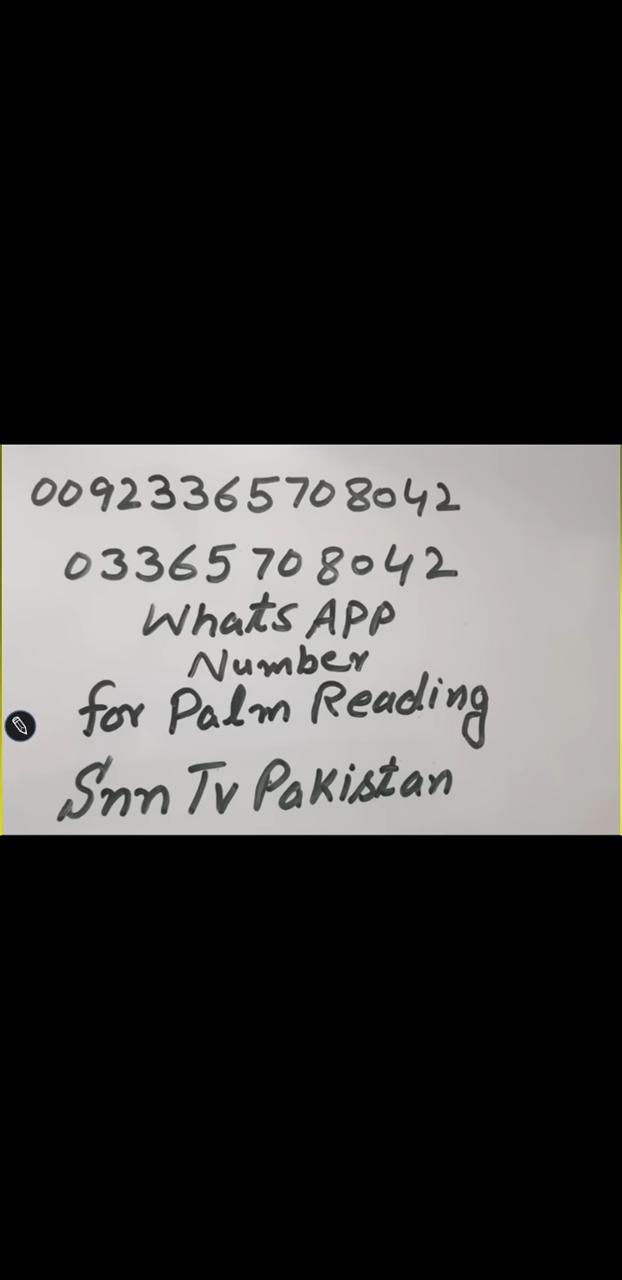 00923365708042
03365708042
Whats APP
Number
for Palm Reading
Snn Tv Pakistan